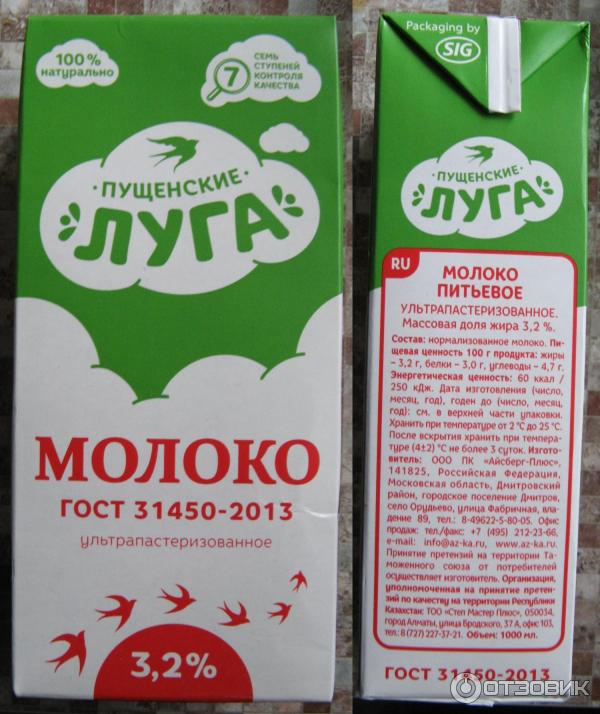 100%
натурально
7
СЕМЬ
СТУПЕНЕЙ
КОНТРОЛЯ
КАЧЕСТВА
ПУЩЕНСКИЕ
ЛУГА
МОЛОКО
ГОСТ 31450-2013
ультрапастеризованное
3,2%
Packaging by
SIG
ПУЩЕНСКИЕ
ЛУГА
RU
МОЛОКО
ПИТЬЕВОЕ
УЛЬТРАПАСТЕРИЗОВАННОЕ.
Массовая доля жира 3,2 %.
Состав: нормализованное молоко. Пи-
щевая ценность 100 г продукта: жиры
– 3,2 г, белки – 3,0 г, углеводы – 4,7 г.
Энергетическая ценность: 60 ккал /
250 кДж. Дата изготовления (число,
месяц, год), годен до (число, месяц,
год): см. в верхней части упаковки.
Хранить при температуре от 2 °С до 25 °С.
После вскрытия хранить при темпера-
туре (4±2) °С не более 3 суток. Изгото-
витель: ООО ПК «Айсберг-Плюс»,
141825, Российская Федерация,
Московская область, Дмитровский
район, городское поселение Дмитров,
село Орудьево, улица Фабричная, вла-
дение 89, тел.: 8-49622-5-80-05. Офис
продаж: тел./факс: +7 (495) 212-23-66,
e-mail: info@az-ka.ru, www.az-ka.ru.
Принятие претензий на территории Та-
моженного союза от потребителей
осуществляет изготовитель. Организация,
уполномоченная на принятие претен-
зий по качеству на территории Республики
Казахстан: ТОО «Степ Мастер Плюс», 050034,
город Алматы, улица Бродского, 37 А, офис 103,
тел.: 8 (727) 227-37-21. Объем: 1000 мл.
ГОСТ 31450-2013
ОТЗОВИК